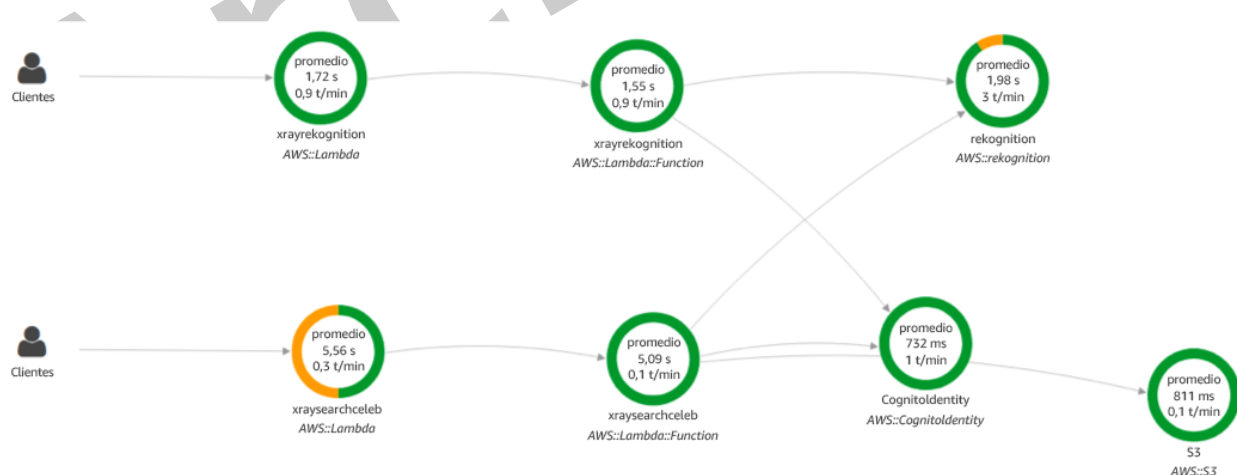 Clientes
promedio
1,72 s
0,9 t/min
xrayrekognition
AWS::Lambda
promedio
1,55 s
0,9 t/min
xrayrekognition
AWS::Lambda::Function
promedio
1,98 s
3 t/min
rekognition
AWS::rekognition
Clientes
promedio
5,56 s
0,3 t/min
xraysearchceleb
AWS::Lambda
promedio
5,09 s
0,1 t/min
xraysearchceleb
AWS::Lambda::Function
promedio
732 ms
1 t/min
CognitoIdentity
AWS::CognitoIdentity
promedio
811 ms
0,1 t/min
S3
AWS::S3